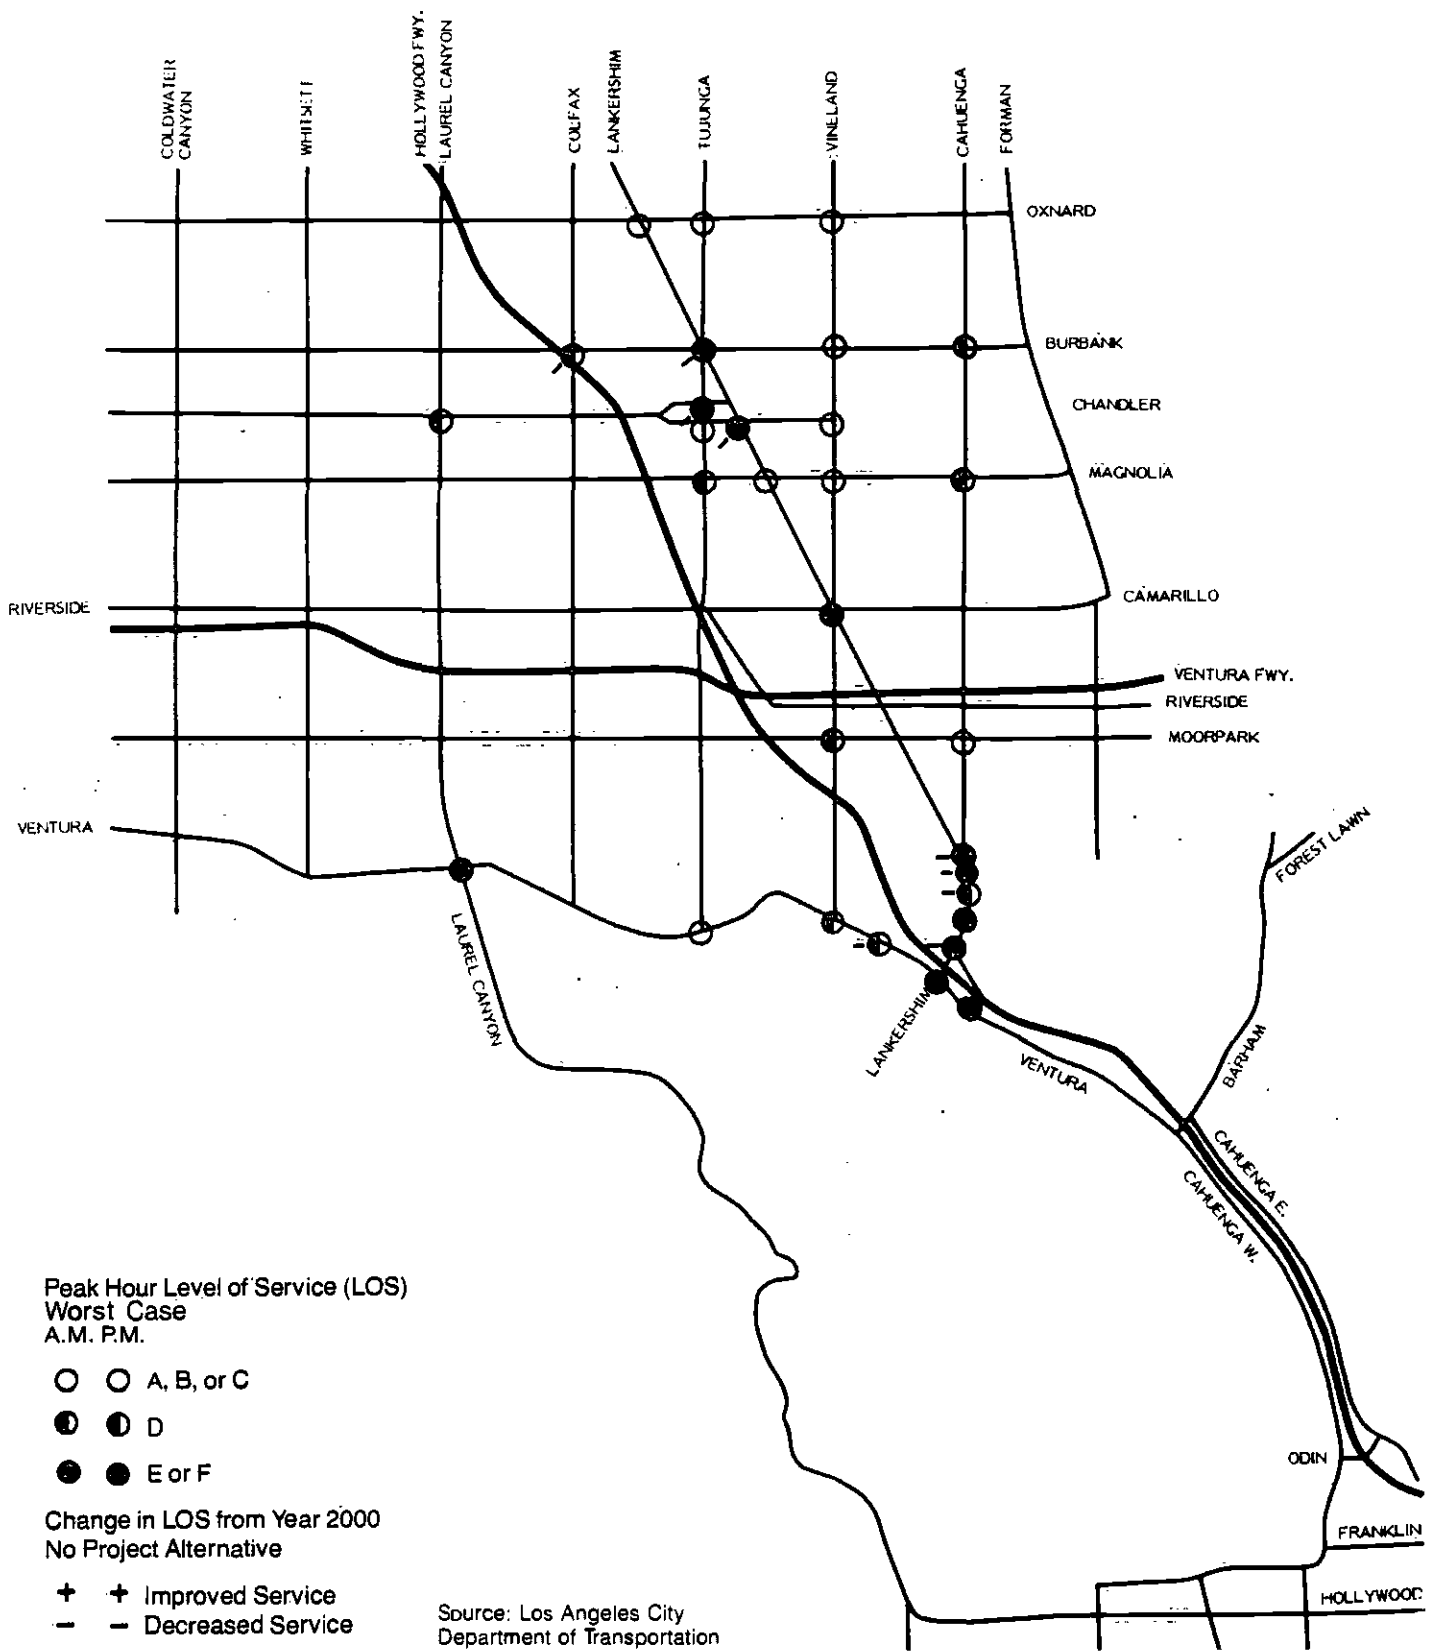 COLDWATER
CANYON
WHITSETT
HOLLYWOOD FWY.
LAUREL CANYON
COLFAX
LANKERSHIM
TUJUNGA
VINELAND
CAHUENGA
FORMAN
OXNARD
BURBANK
CHANDLER
MAGNOLIA
RIVERSIDE
CAMARILLO
VENTURA FWY.
RIVERSIDE
MOORPARK
VENTURA
FOREST LAWN
LAUREL CANYON
LANKERSHIM
VENTURA
BARHAM
CAHUENGA E.
CAHUENGA W.
Peak Hour Level of Service (LOS)
Worst Case
A.M. P.M.
A, B, or C
D
E or F
Change in LOS from Year 2000
No Project Alternative
+ + Improved Service
– – Decreased Service
Source: Los Angeles City
Department of Transportation
ODIN
FRANKLIN
HOLLYWOOD